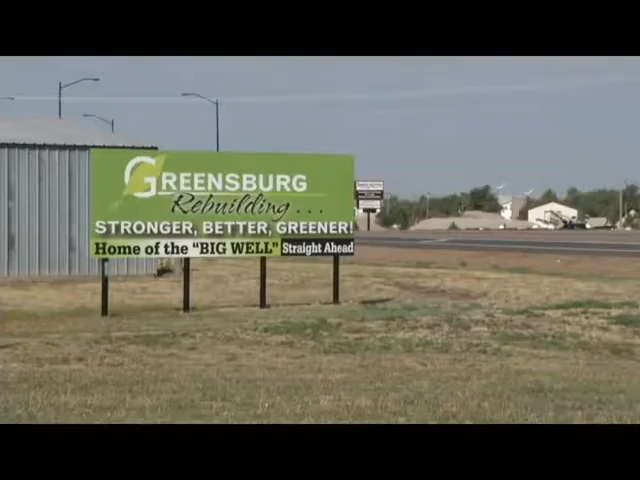 GREENSBURG
Rebuilding...
STRONGER, BETTER, GREENER!
Home of the "BIG WELL" Straight Ahead